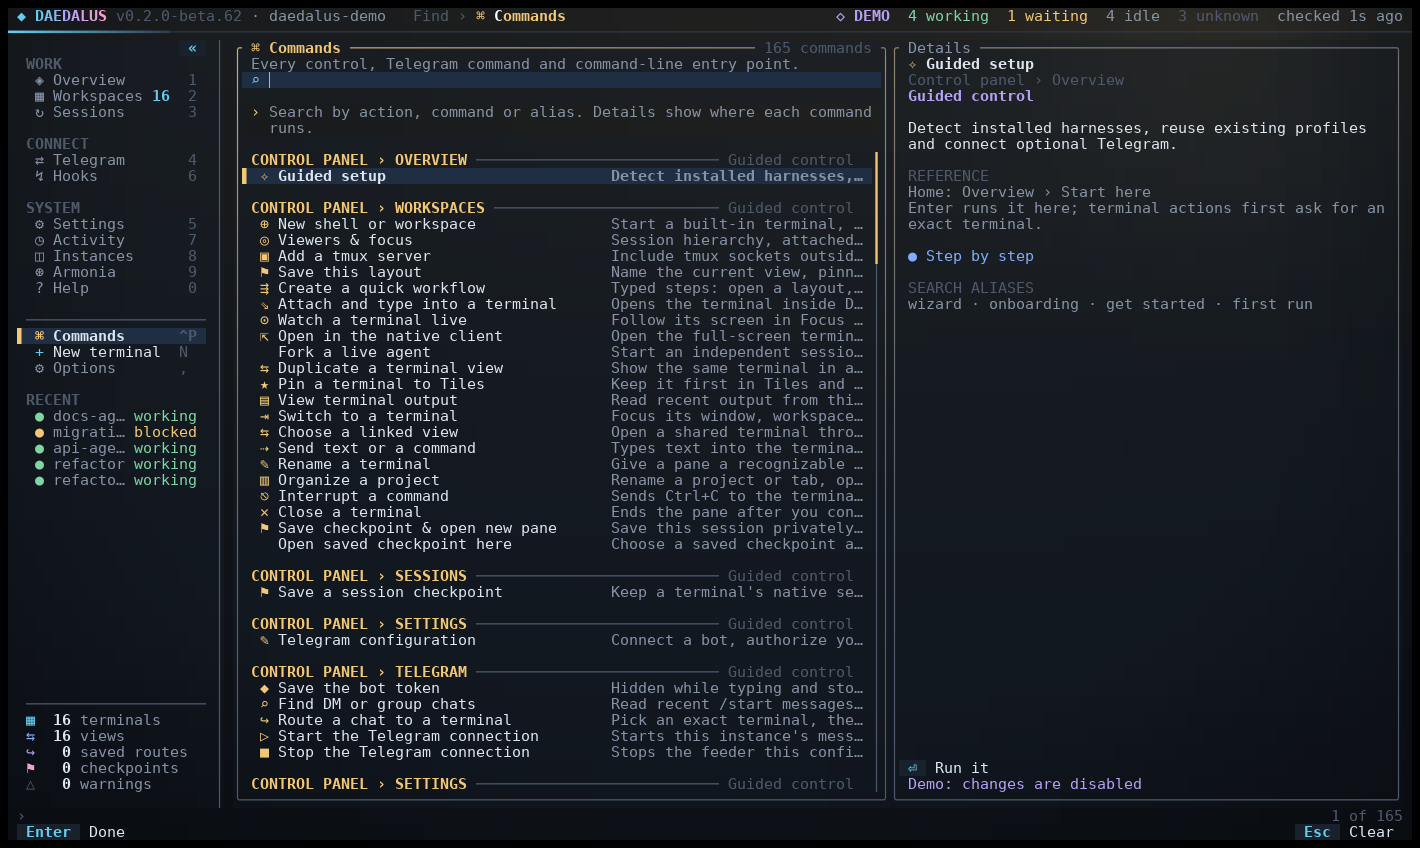 ◆ DAEDALUS v0.2.0-beta.62 · daedalus-demo Find › ⌘ Commands ◇ DEMO 4 working 1 waiting 4 idle 3 unknown checked 1s ago
«
WORK
◈ Overview 1
▦ Workspaces 16 2
↻ Sessions 3
CONNECT
⇄ Telegram 4
↯ Hooks 6
SYSTEM
⚙ Settings 5
◷ Activity 7
◫ Instances 8
⊛ Armonia 9
? Help 0
⌘ Commands ^P
+ New terminal N
⚙ Options ,
RECENT
● docs-ag… working
● migrati… blocked
● api-age… working
● refactor working
● refacto… working
▦ 16 terminals
⇆ 16 views
↪ 0 saved routes
⚑ 0 checkpoints
△ 0 warnings
⌘ Commands 165 commands
Every control, Telegram command and command-line entry point.
⌕
› Search by action, command or alias. Details show where each command
runs.
CONTROL PANEL › OVERVIEW Guided control
✧ Guided setup Detect installed harnesses,…
CONTROL PANEL › WORKSPACES Guided control
⊕ New shell or workspace Start a built-in terminal, …
◎ Viewers & focus Session hierarchy, attached…
▣ Add a tmux server Include tmux sockets outsid…
⚑ Save this layout Name the current view, pinn…
⇶ Create a quick workflow Typed steps: open a layout,…
⇘ Attach and type into a terminal Opens the terminal inside D…
⊙ Watch a terminal live Follow its screen in Focus …
⇱ Open in the native client Open the full-screen termin…
Fork a live agent Start an independent sessio…
⇆ Duplicate a terminal view Show the same terminal in a…
★ Pin a terminal to Tiles Keep it first in Tiles and …
▤ View terminal output Read recent output from thi…
⇥ Switch to a terminal Focus its window, workspace…
⇆ Choose a linked view Open a shared terminal thro…
⇢ Send text or a command Types text into the termina…
✎ Rename a terminal Give a pane a recognizable …
▥ Organize a project Rename a project or tab, op…
⎋ Interrupt a command Sends Ctrl+C to the termina…
✕ Close a terminal Ends the pane after you con…
⚑ Save checkpoint & open new pane Save this session privately…
Open saved checkpoint here Choose a saved checkpoint a…
CONTROL PANEL › SESSIONS Guided control
⚑ Save a session checkpoint Keep a terminal's native se…
CONTROL PANEL › SETTINGS Guided control
✎ Telegram configuration Connect a bot, authorize yo…
CONTROL PANEL › TELEGRAM Guided control
◆ Save the bot token Hidden while typing and sto…
⌕ Find DM or group chats Read recent /start messages…
↪ Route a chat to a terminal Pick an exact terminal, the…
▷ Start the Telegram connection Starts this instance's mess…
■ Stop the Telegram connection Stops the feeder this confi…
CONTROL PANEL › SETTINGS Guided control
Details
✧ Guided setup
Control panel › Overview
Guided control
Detect installed harnesses, reuse existing profiles
and connect optional Telegram.
REFERENCE
Home: Overview › Start here
Enter runs it here; terminal actions first ask for an
exact terminal.
● Step by step
SEARCH ALIASES
wizard · onboarding · get started · first run
⏎ Run it
Demo: changes are disabled
› 1 of 165
Enter Done Esc Clear